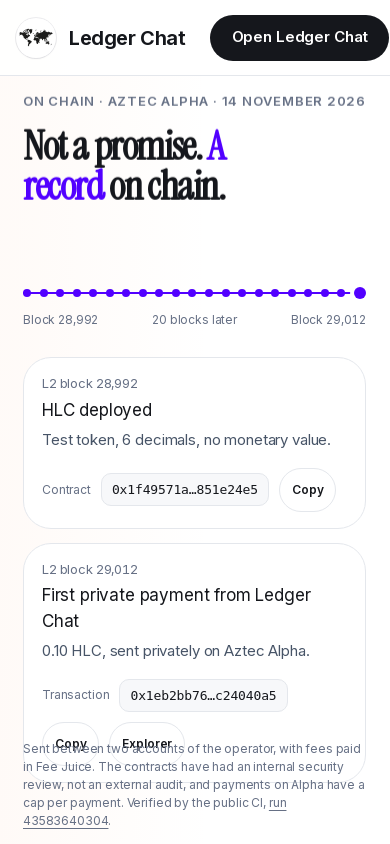 Ledger Chat
Open Ledger Chat
ON CHAIN · AZTEC ALPHA · 14 NOVEMBER 2026
Not a promise. A
record on chain.
Block 28,992
20 blocks later
Block 29,012
L2 block 28,992
HLC deployed
Test token, 6 decimals, no monetary value.
Contract
0x1f49571a…851e24e5
Copy
L2 block 29,012
First private payment from Ledger
Chat
0.10 HLC, sent privately on Aztec Alpha.
Transaction
0x1eb2bb76…c24040a5
Copy
Explorer
Sent between two accounts of the operator, with fees paid
in Fee Juice. The contracts have had an internal security
review, not an external audit, and payments on Alpha have a
cap per payment. Verified by the public CI, run
43583640304.